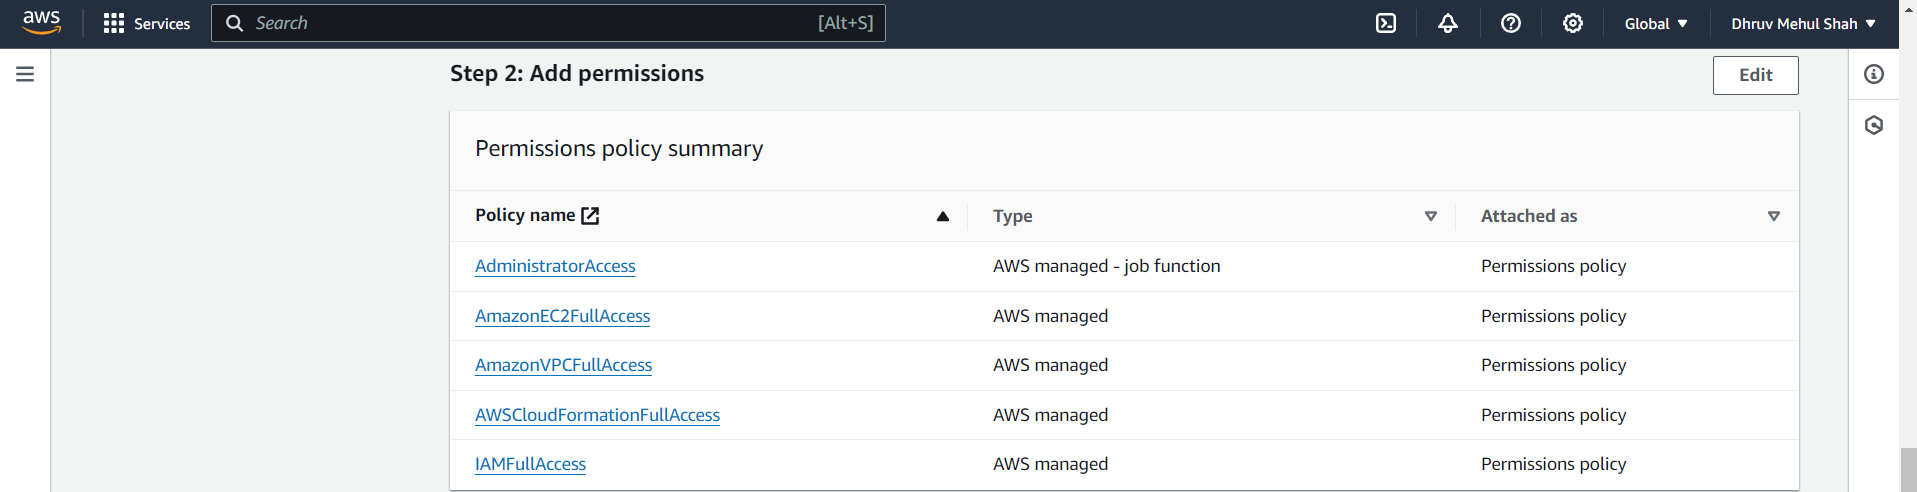 aws Services Search [Alt+S] Global Dhruv Mehul Shah
Step 2: Add permissions Edit
Permissions policy summary
Policy name Type Attached as
AdministratorAccess AWS managed - job function Permissions policy
AmazonEC2FullAccess AWS managed Permissions policy
AmazonVPCFullAccess AWS managed Permissions policy
AWSCloudFormationFullAccess AWS managed Permissions policy
IAMFullAccess AWS managed Permissions policy